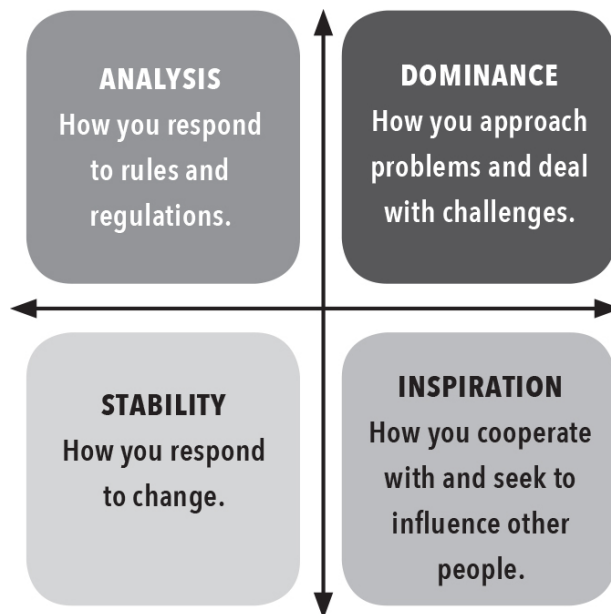 ANALYSIS
How you respond
to rules and
regulations.
DOMINANCE
How you approach
problems and deal
with challenges.
STABILITY
How you respond
to change.
INSPIRATION
How you cooperate
with and seek to
influence other
people.